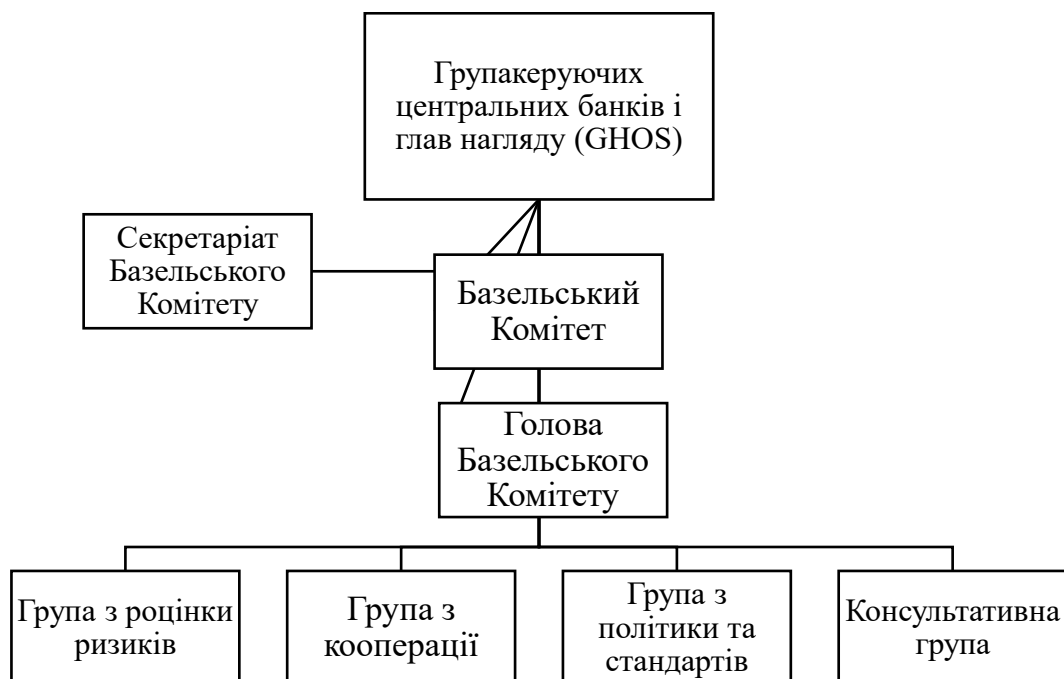 Групакеруючих
центральних банків і
глав нагляду (GHOS)
Секретаріат
Базельського
Комітету
Базельський
Комітет
Голова
Базельського
Комітету
Група з роцінки
ризиків
Група з
кооперації
Група з
політики та
стандартів
Консультативна
група